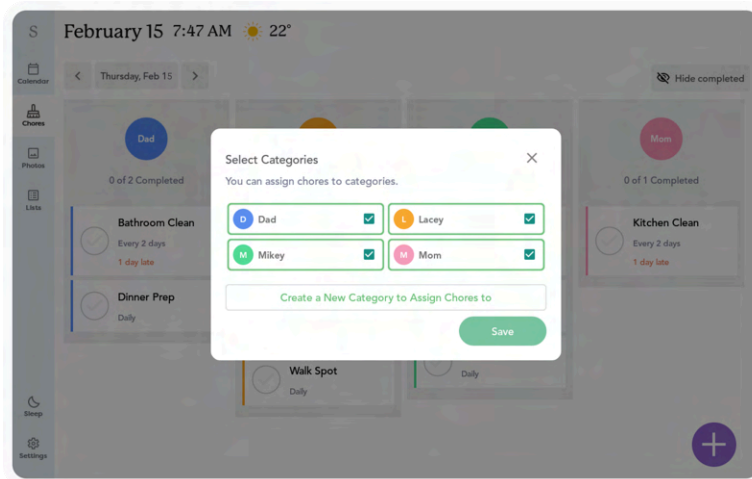 S
February 15 7:47 AM 22°
Calendar
Chores
Photos
Lists
Sleep
Settings
Thursday, Feb 15
Hide completed
Dad
0 of 2 Completed
Bathroom Clean
Every 2 days
1 day late
Dinner Prep
Daily
Select Categories
You can assign chores to categories.
D Dad
L Lacey
M Mikey
M Mom
Create a New Category to Assign Chores to
Save
Walk Spot
Daily
Daily
Mom
0 of 1 Completed
Kitchen Clean
Every 2 days
1 day late